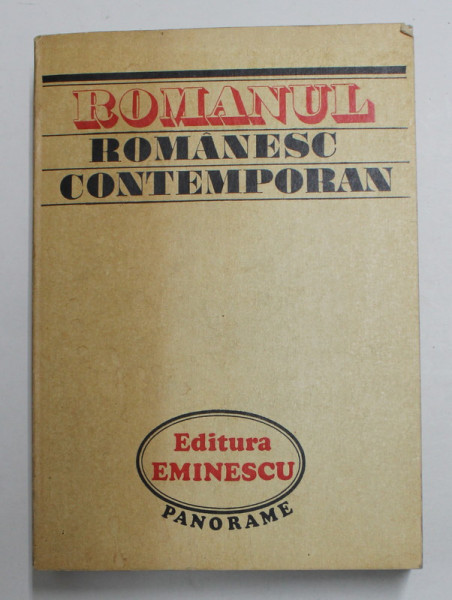 ROMANUL
ROMÂNESC
CONTEMPORAN
Editura
EMINESCU
PANORAME